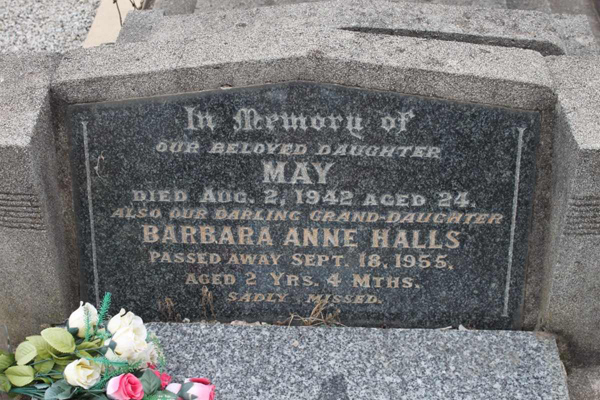 In Memory of
OUR BELOVED DAUGHTER
MAY
DIED AUG. 2, 1942 AGED 24.
ALSO OUR DARLING GRAND-DAUGHTER
BARBARA ANNE HALLS
PASSED AWAY SEPT. 18, 1955.
AGED 2 YRS. 4 MTHS.
SADLY MISSED.